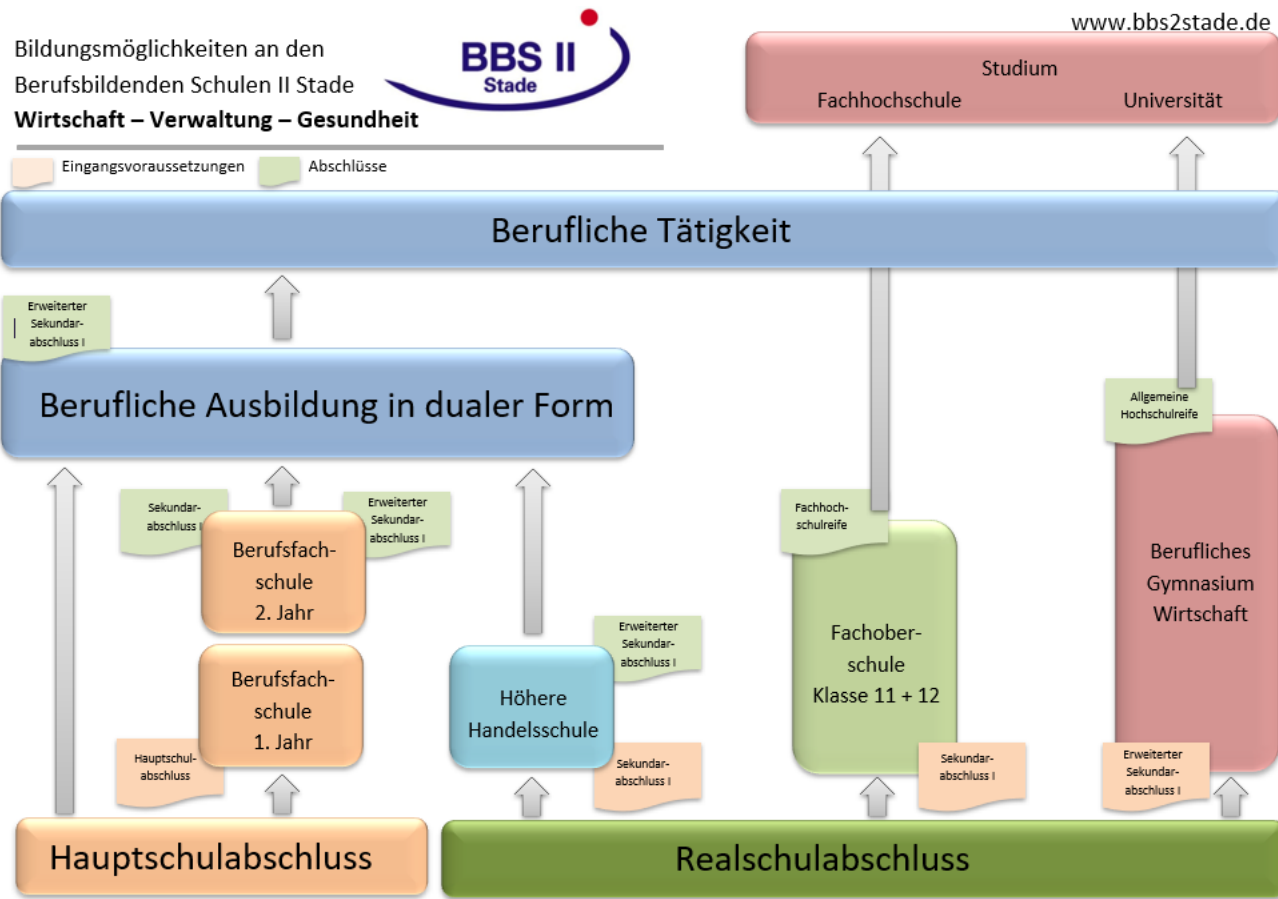 www.bbs2stade.de
Bildungsmöglichkeiten an den
Berufsbildenden Schulen II Stade
Wirtschaft – Verwaltung – Gesundheit
BBS II
Stade
Studium
Fachhochschule
Universität
Eingangsvoraussetzungen
Abschlüsse
Berufliche Tätigkeit
Erweiterter
Sekundar-
abschluss I
Berufliche Ausbildung in dualer Form
Allgemeine
Hochschulreife
Sekundar-
abschluss I
Erweiterter
Sekundar-
abschluss I
Fachhoch-
schulreife
Berufsfach-
schule
2. Jahr
Berufliches
Gymnasium
Wirtschaft
Berufsfach-
schule
1. Jahr
Erweiterter
Sekundar-
abschluss I
Höhere
Handelsschule
Fachober-
schule
Klasse 11 + 12
Hauptschul-
abschluss
Sekundar-
abschluss I
Sekundar-
abschluss I
Erweiterter
Sekundar-
abschluss I
Hauptschulabschluss
Realschulabschluss